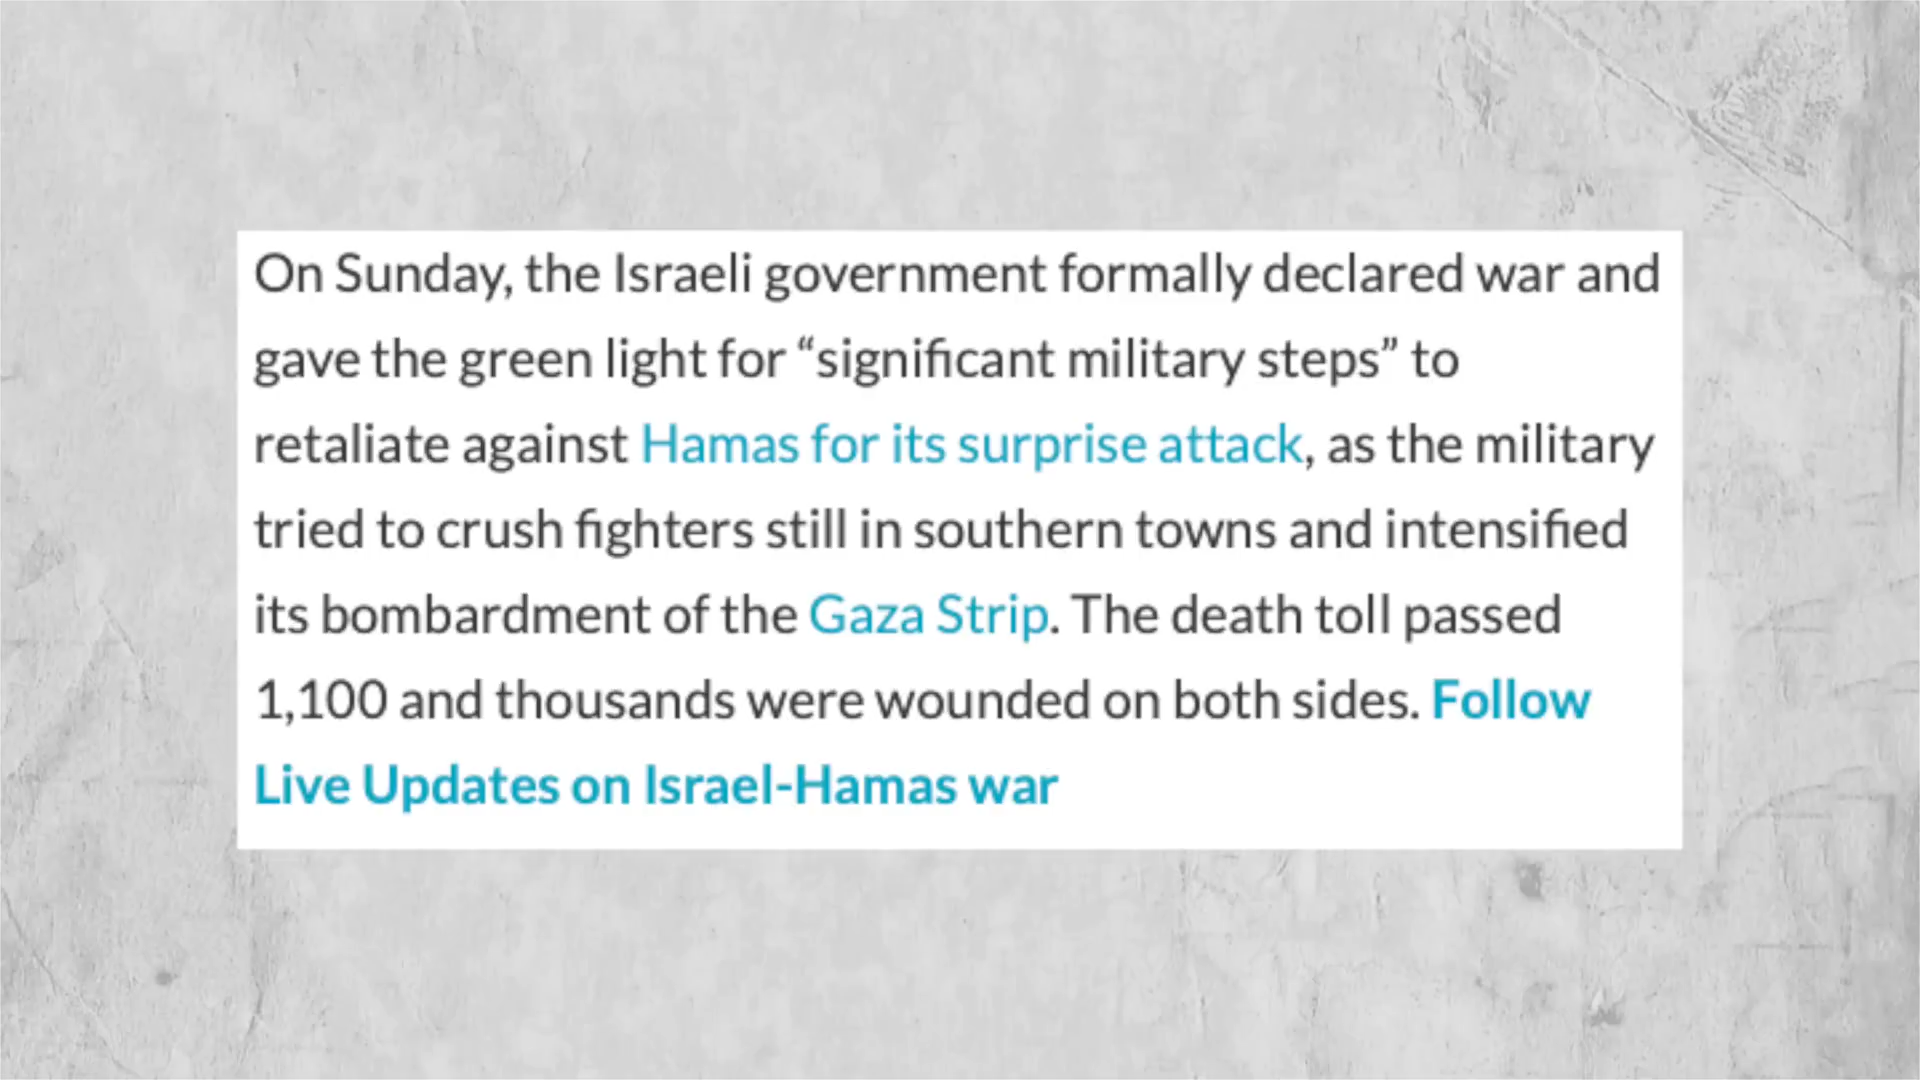 On Sunday, the Israeli government formally declared war and
gave the green light for “significant military steps” to
retaliate against Hamas for its surprise attack, as the military
tried to crush fighters still in southern towns and intensified
its bombardment of the Gaza Strip. The death toll passed
1,100 and thousands were wounded on both sides. Follow
Live Updates on Israel-Hamas war